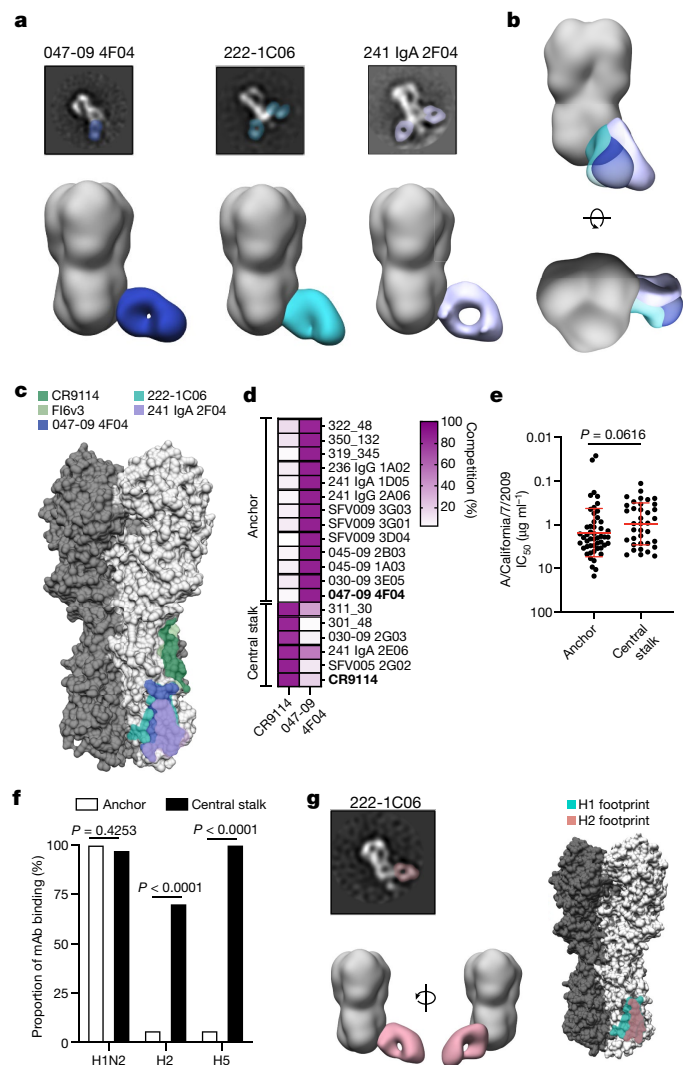 a
047-09 4F04
222-1C06
241 IgA 2F04
b
c
CR9114
FI6v3
047-09 4F04
222-1C06
241 IgA 2F04
d
Anchor
Central stalk
322_48
350_132
319_345
236 IgG 1A02
241 IgA 1D05
241 IgG 2A06
SFV009 3G03
SFV009 3G01
SFV009 3D04
045-09 2B03
045-09 1A03
030-09 3E05
047-09 4F04
311_30
301_48
030-09 2G03
241 IgA 2E06
SFV005 2G02
CR9114
CR9114
047-09
4F04
100
80
60
40
20
Competition (%)
e
P = 0.0616
A/California/7/2009
IC50 (µg ml−1)
0.01
0.1
1
10
100
Anchor
Central
stalk
f
Anchor
Central stalk
P = 0.4253
P < 0.0001
P < 0.0001
Proportion of mAb binding (%)
100
75
50
25
0
H1N2
H2
H5
g
222-1C06
H1 footprint
H2 footprint